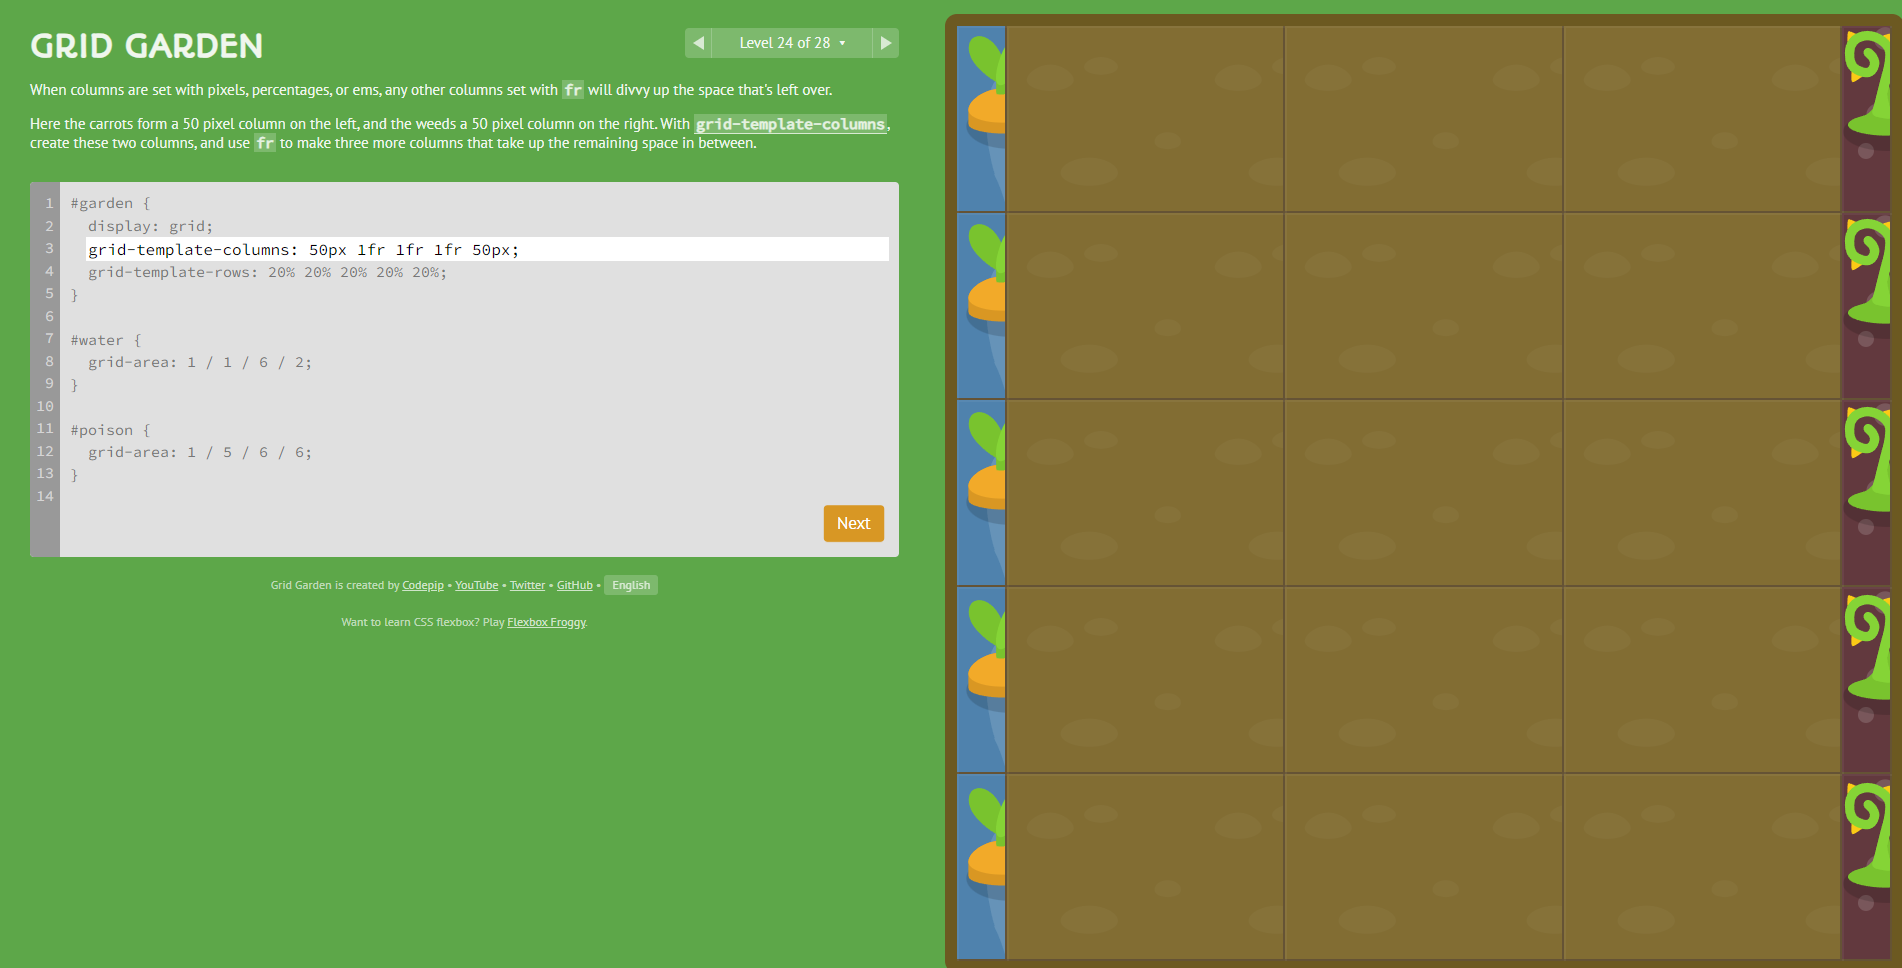 GRID GARDEN
◀ Level 24 of 28 ▾ ▶
When columns are set with pixels, percentages, or ems, any other columns set with fr will divvy up the space that's left over.
Here the carrots form a 50 pixel column on the left, and the weeds a 50 pixel column on the right. With grid-template-columns,
create these two columns, and use fr to make three more columns that take up the remaining space in between.
1 #garden {
2 display: grid;
3 grid-template-columns: 50px 1fr 1fr 1fr 50px;
4 grid-template-rows: 20% 20% 20% 20% 20%;
5 }
6
7 #water {
8 grid-area: 1 / 1 / 6 / 2;
9 }
10
11 #poison {
12 grid-area: 1 / 5 / 6 / 6;
13 }
14
Next
Grid Garden is created by Codepip • YouTube • Twitter • GitHub • English
Want to learn CSS flexbox? Play Flexbox Froggy.